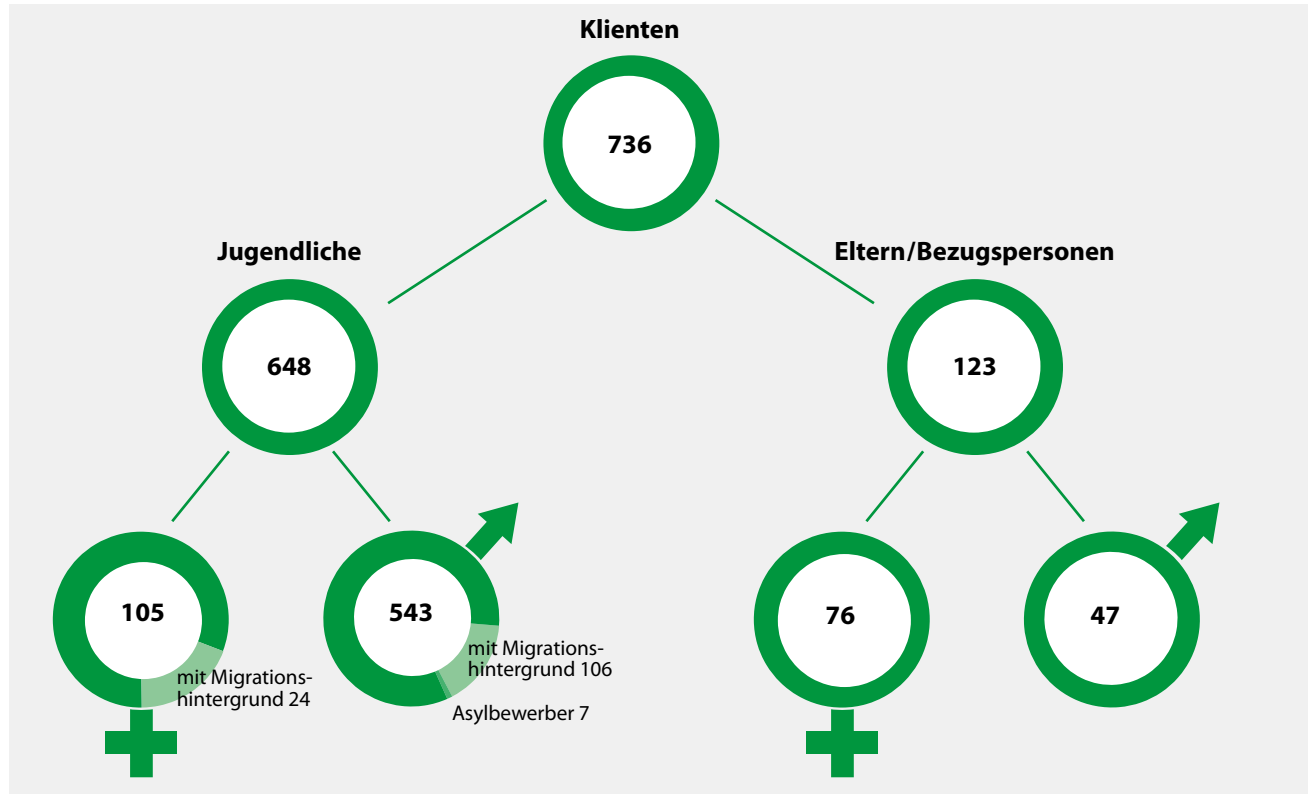 Klienten
736
Jugendliche
Eltern/Bezugspersonen
648
123
105
543
76
47
mit Migrations-
hintergrund 24
mit Migrations-
hintergrund 106
Asylbewerber 7